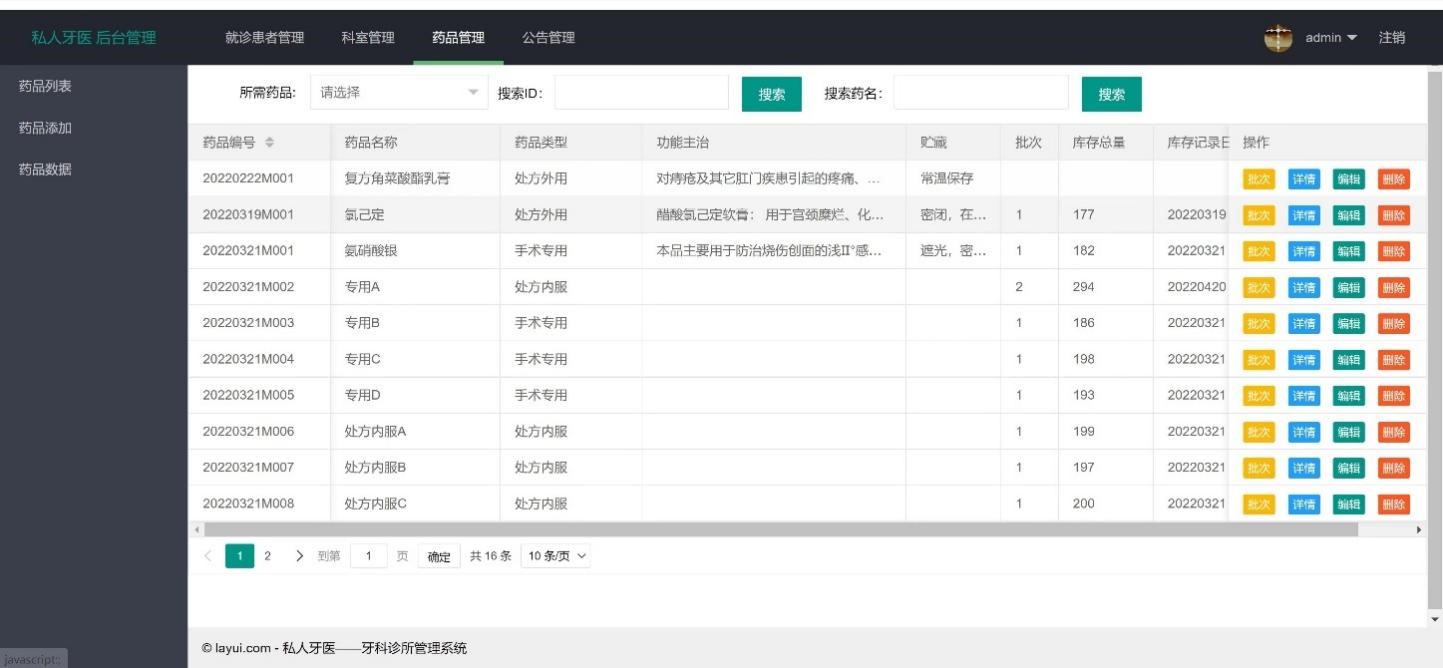 私人牙医 后台管理 就诊患者管理 科室管理 药品管理 公告管理 admin 注销
药品列表
药品添加
药品数据
所需药品: 请选择 搜索ID: 搜索 搜索药名: 搜索
药品编号 药品名称 药品类型 功能主治 贮藏 批次 库存总量 库存记录日 操作
20220222M001 复方角菜酸酯乳膏 处方外用 对痔疮及其它肛门疾患引起的疼痛、... 常温保存 批次 详情 编辑 删除
20220319M001 氯己定 处方外用 醋酸氯己定软膏： 用于宫颈糜烂、化... 密闭，在... 1 177 20220319 批次 详情 编辑 删除
20220321M001 氨硝酸银 手术专用 本品主要用于防治烧伤创面的浅II°感... 遮光，密... 1 182 20220321 批次 详情 编辑 删除
20220321M002 专用A 处方内服 2 294 20220420 批次 详情 编辑 删除
20220321M003 专用B 手术专用 1 186 20220321 批次 详情 编辑 删除
20220321M004 专用C 手术专用 1 198 20220321 批次 详情 编辑 删除
20220321M005 专用D 手术专用 1 193 20220321 批次 详情 编辑 删除
20220321M006 处方内服A 处方内服 1 199 20220321 批次 详情 编辑 删除
20220321M007 处方内服B 处方内服 1 197 20220321 批次 详情 编辑 删除
20220321M008 处方内服C 处方内服 1 200 20220321 批次 详情 编辑 删除
1 2 到第 1 页 确定 共 16 条 10 条/页
© layui.com - 私人牙医——牙科诊所管理系统
javascript:;